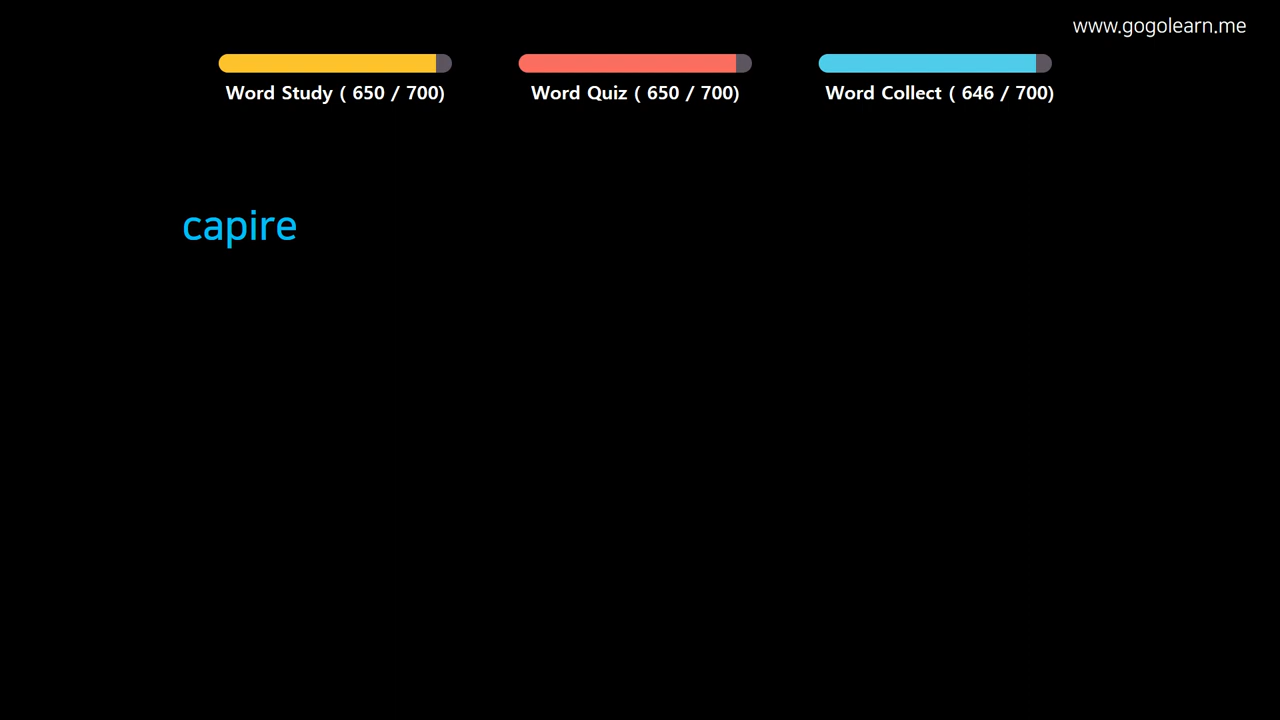 www.gogolearn.me
Word Study ( 650 / 700)
Word Quiz ( 650 / 700)
Word Collect ( 646 / 700)
capire